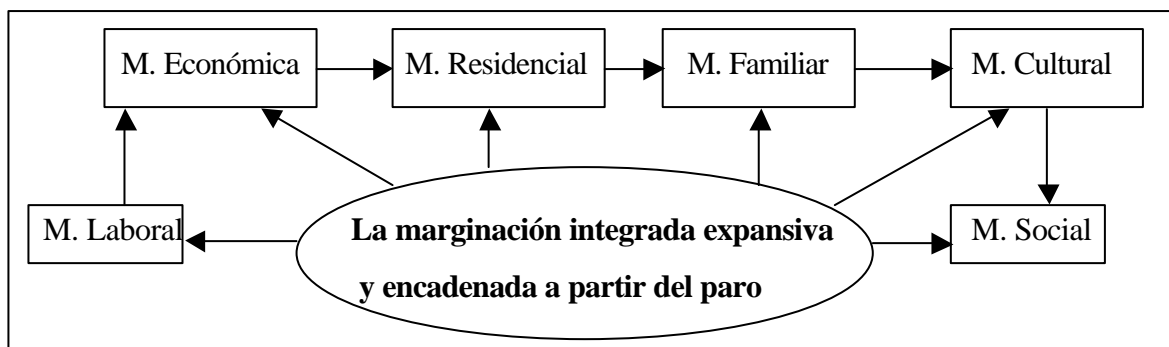 M. Económica
M. Residencial
M. Familiar
M. Cultural
M. Laboral
La marginación integrada expansiva
y encadenada a partir del paro
M. Social